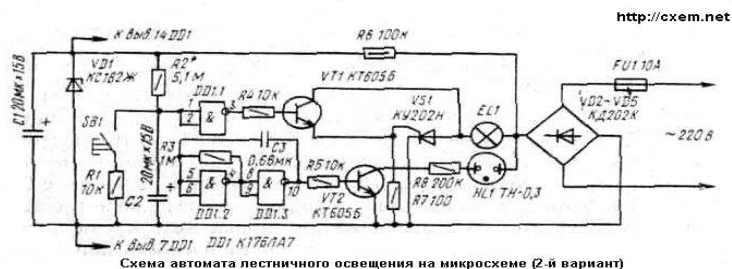 http://cxem.net
К выв. 14 DD1
VD1
КС182Ж
R2*
5,1М
DD1.1
R4 10к
VT1 КТ605Б
R6 100к
VS1
КУ202Н
EL1
FU1 10А
VD2-VD5
КД202К
~220В
С1 20мк×15В
+
SB1
R1
10к
20мк×15В
C2
+
1
2
&
3
C3
0,68мк
R3
1М
5
6
&
4
8
9
&
10
DD1.2
DD1.3
R5 10к
VT2
КТ605Б
R8 200к
R7 100
HL1 ТН-0,3
К выв. 7 DD1
DD1 К176ЛА7
Схема автомата лестничного освещения на микросхеме (2-й вариант)